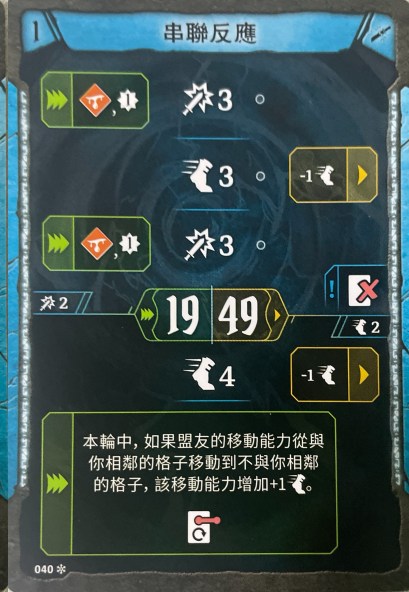 1 串聯反應
, 1 3
3 -1
, 1 3
2 19 49 2
4 -1
本輪中, 如果盟友的移動能力從與
你相鄰的格子移動到不與你相鄰
的格子, 該移動能力增加+1 。
040